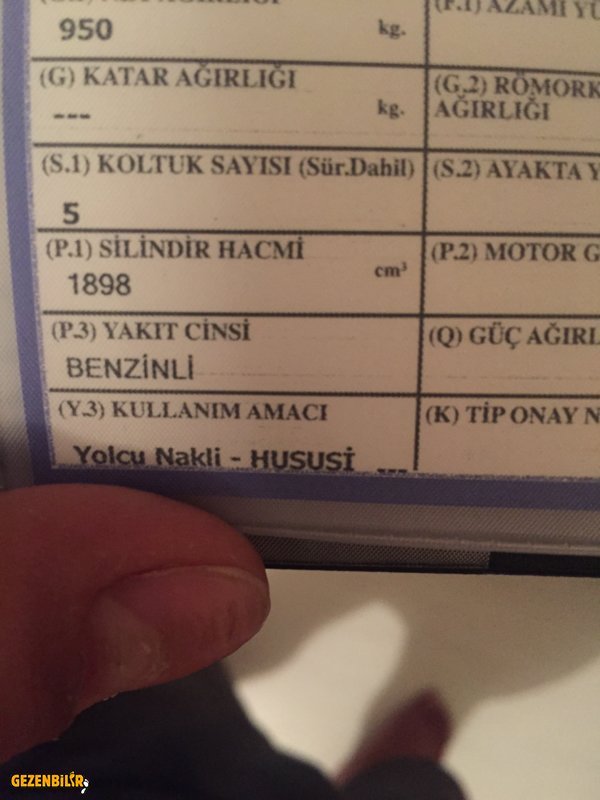 950 kg.
(G) KATAR AĞIRLIĞI
--- kg.
(G.2) RÖMORK
AĞIRLIĞI
(S.1) KOLTUK SAYISI (Sür.Dahil)
5
(S.2) AYAKTA Y
(P.1) SİLİNDİR HACMİ
1898 cm³
(P.2) MOTOR G
(P.3) YAKIT CİNSİ
BENZİNLİ
(Q) GÜÇ AĞIRL
(Y.3) KULLANIM AMACI
Yolcu Nakli - HUSUSİ ---
(K) TİP ONAY N
GEZENBİLİR